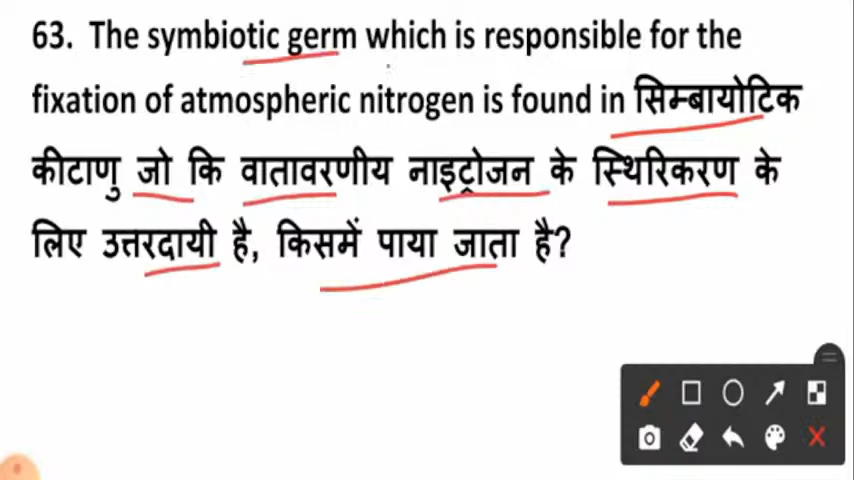 63. The symbiotic germ which is responsible for the
fixation of atmospheric nitrogen is found in सिम्बायोटिक
कीटाणु जो कि वातावरणीय नाइट्रोजन के स्थिरिकरण के
लिए उत्तरदायी है, किसमें पाया जाता है?